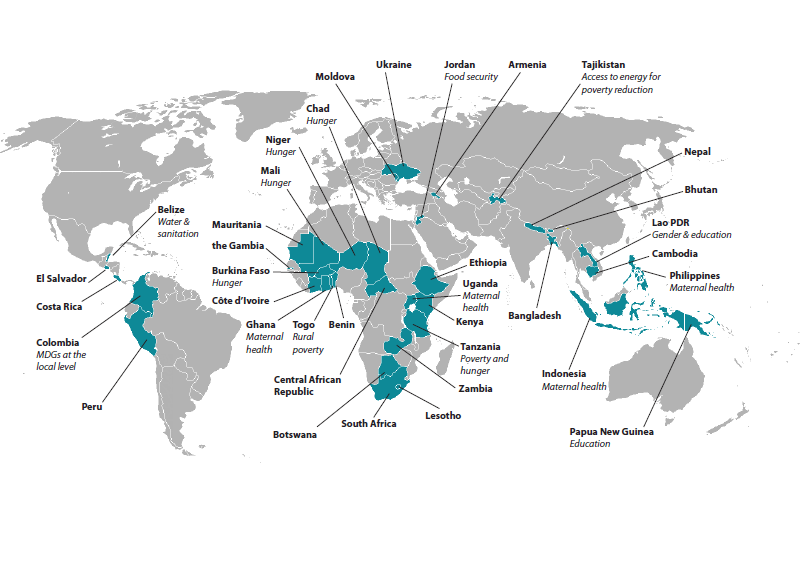 Ukraine
Jordan
Food security
Armenia
Tajikistan
Access to energy for
poverty reduction
Moldova
Chad
Hunger
Niger
Hunger
Mali
Hunger
Nepal
Bhutan
Belize
Water &
sanitation
Mauritania
the Gambia
Burkina Faso
Hunger
Côte d'Ivoire
Lao PDR
Gender & education
Cambodia
Philippines
Maternal health
Ethiopia
Uganda
Maternal
health
Kenya
El Salvador
Costa Rica
Colombia
MDGs at the
local level
Peru
Ghana
Maternal
health
Togo
Rural
poverty
Benin
Bangladesh
Tanzania
Poverty and
hunger
Zambia
Central African
Republic
Indonesia
Maternal health
Lesotho
South Africa
Botswana
Papua New Guinea
Education